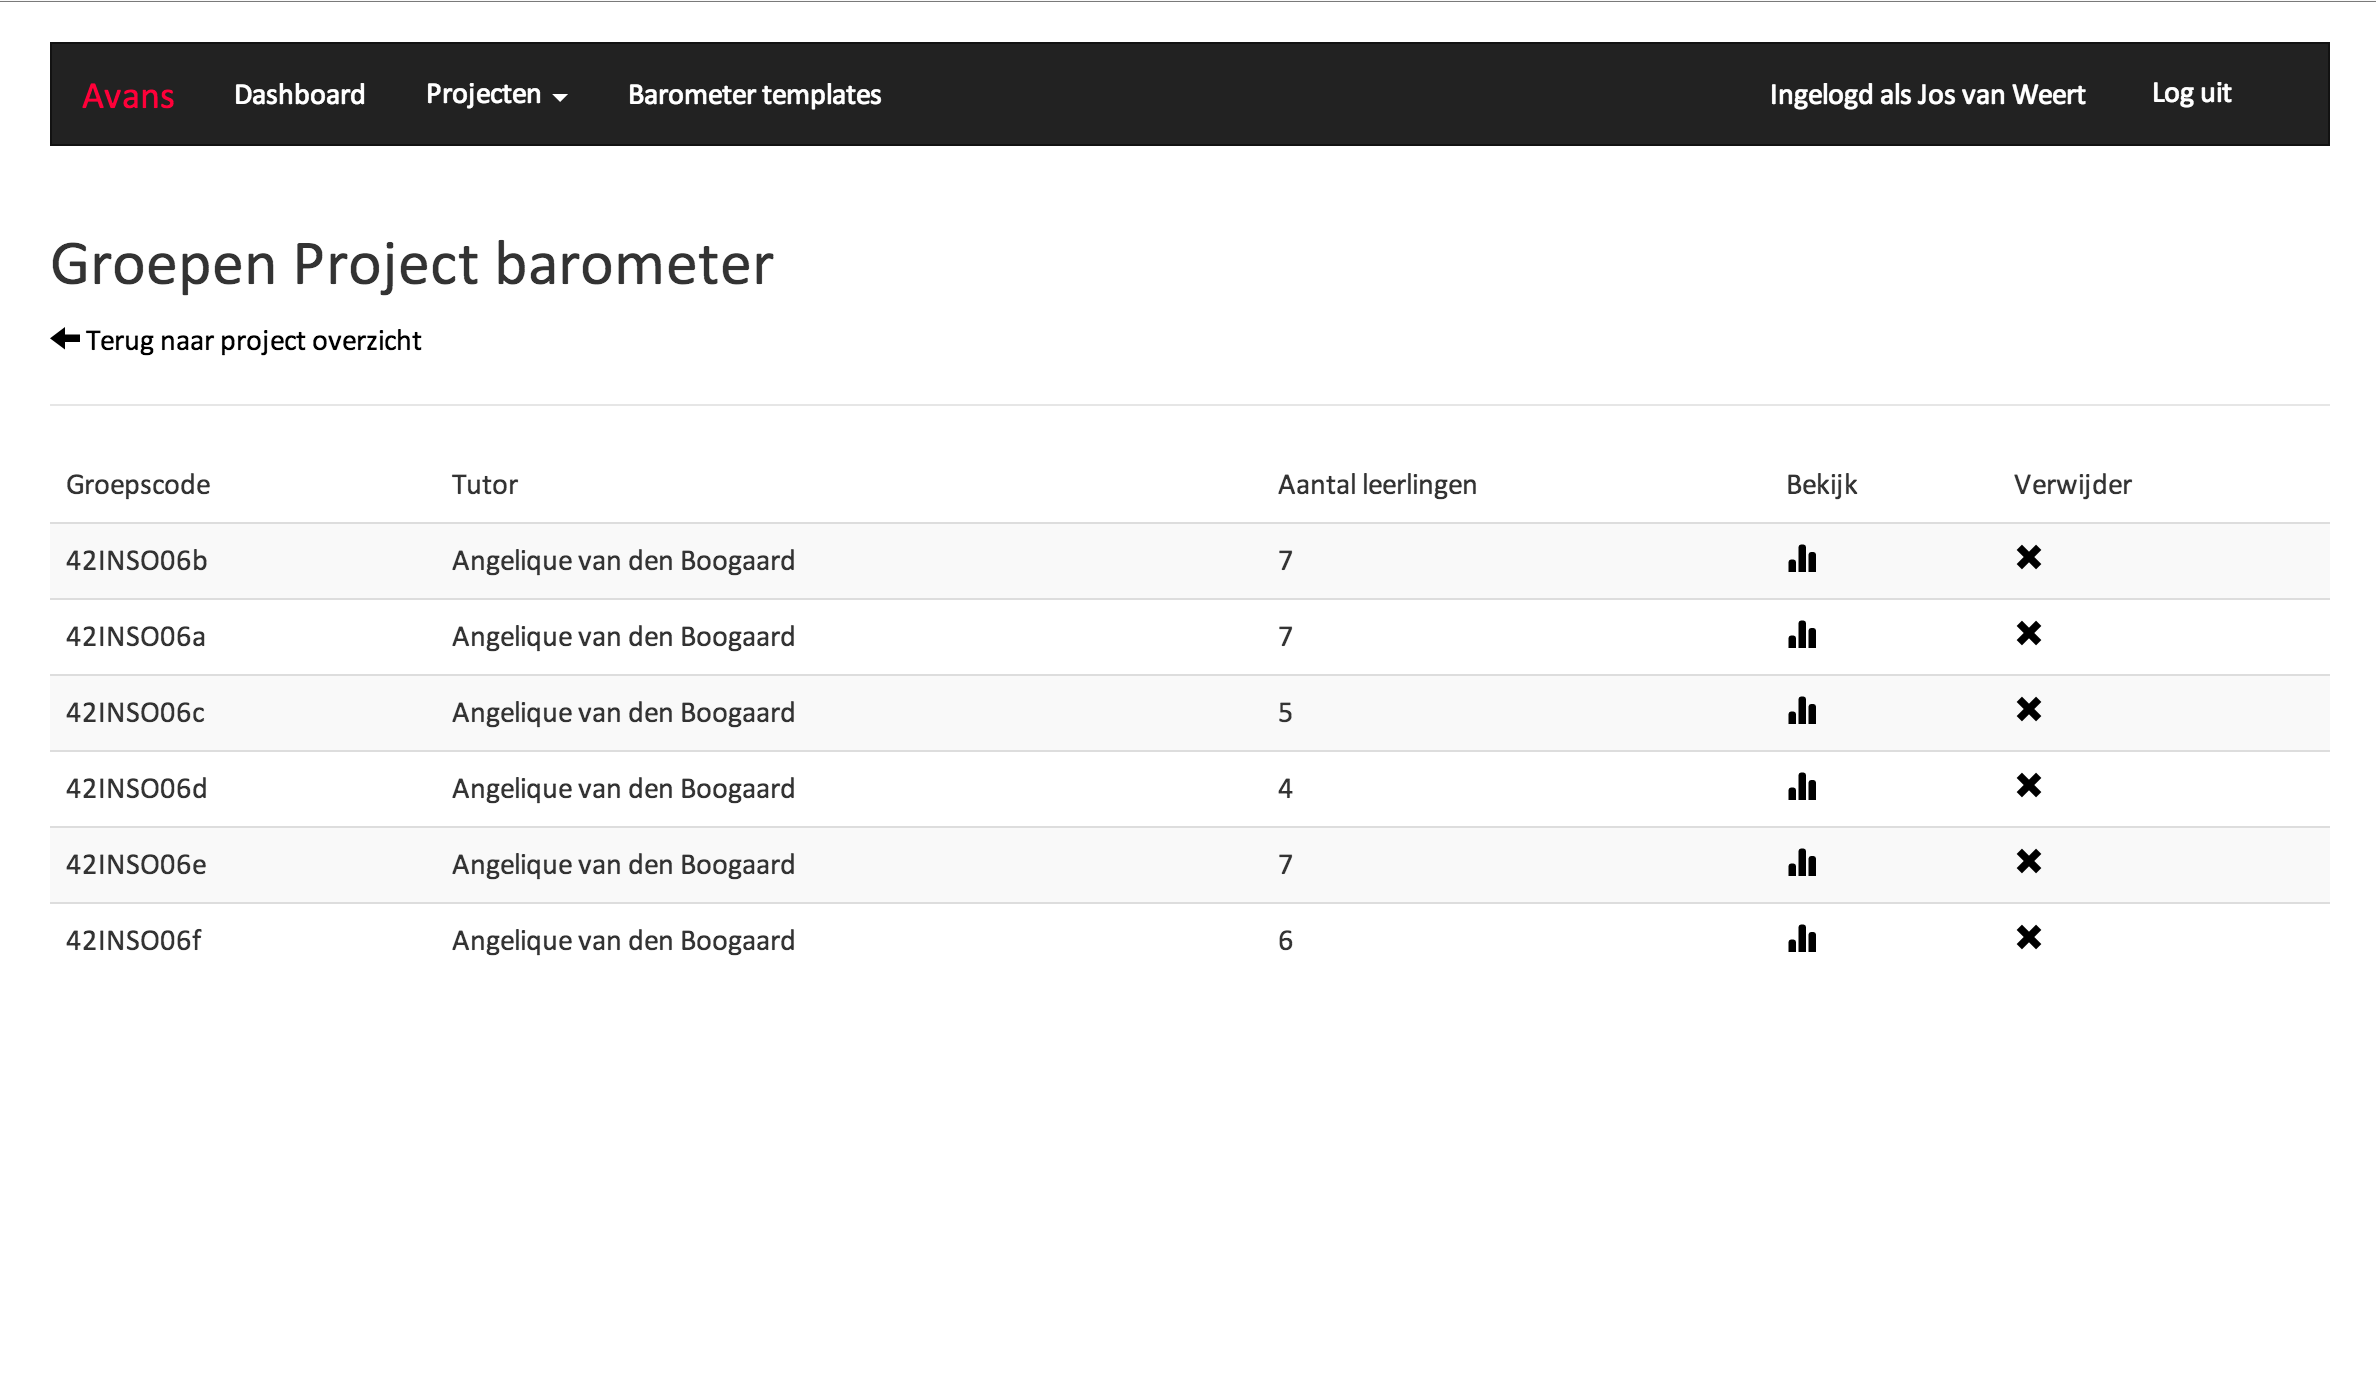 Avans Dashboard Projecten Barometer templates Ingelogd als Jos van Weert Log uit
Groepen Project barometer
Terug naar project overzicht
Groepscode Tutor Aantal leerlingen Bekijk Verwijder
42INSO06b Angelique van den Boogaard 7
42INSO06a Angelique van den Boogaard 7
42INSO06c Angelique van den Boogaard 5
42INSO06d Angelique van den Boogaard 4
42INSO06e Angelique van den Boogaard 7
42INSO06f Angelique van den Boogaard 6